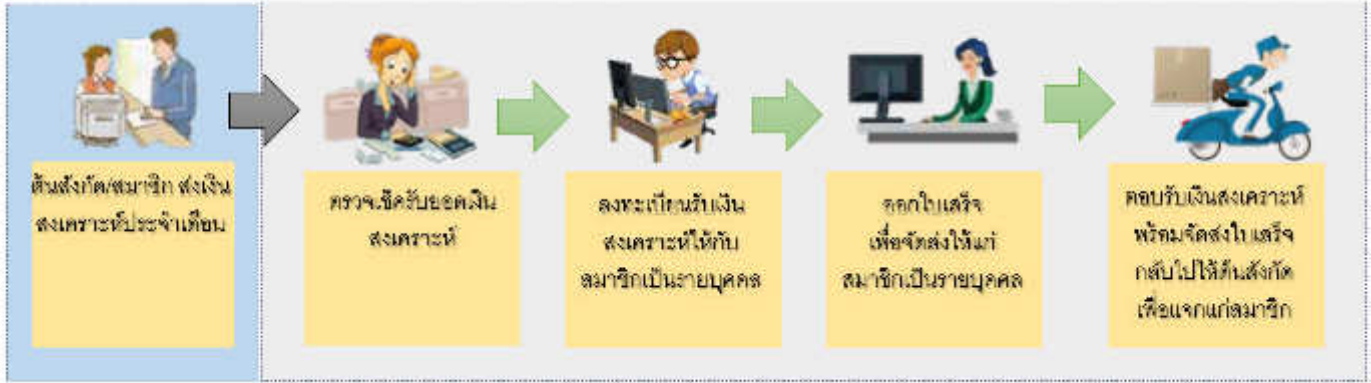 ต้นสังกัด/สมาชิก ส่งเงิน
สงเคราะห์ประจำเดือน
ตรวจเช็ครับยอดเงิน
สงเคราะห์
ลงทะเบียนรับเงิน
สงเคราะห์ให้กับ
สมาชิกเป็นรายบุคคล
ออกใบเสร็จ
เพื่อจัดส่งให้แก่
สมาชิกเป็นรายบุคคล
ตอบรับเงินสงเคราะห์
พร้อมจัดส่งใบเสร็จ
กลับไปให้ต้นสังกัด
เพื่อแจกแก่สมาชิก